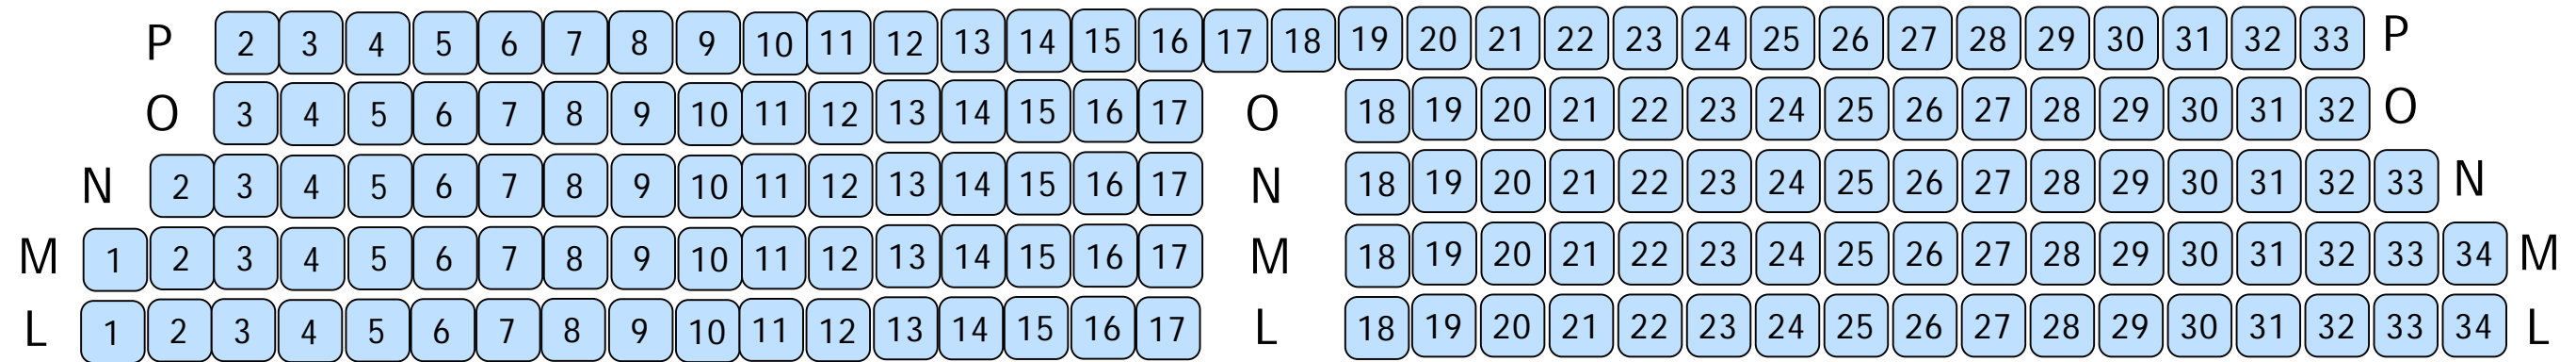 P 2 3 4 5 6 7 8 9 10 11 12 13 14 15 16 17 18 19 20 21 22 23 24 25 26 27 28 29 30 31 32 33 P
O 3 4 5 6 7 8 9 10 11 12 13 14 15 16 17 O 18 19 20 21 22 23 24 25 26 27 28 29 30 31 32 O
N 2 3 4 5 6 7 8 9 10 11 12 13 14 15 16 17 N 18 19 20 21 22 23 24 25 26 27 28 29 30 31 32 33 N
M 1 2 3 4 5 6 7 8 9 10 11 12 13 14 15 16 17 M 18 19 20 21 22 23 24 25 26 27 28 29 30 31 32 33 34 M
L 1 2 3 4 5 6 7 8 9 10 11 12 13 14 15 16 17 L 18 19 20 21 22 23 24 25 26 27 28 29 30 31 32 33 34 L